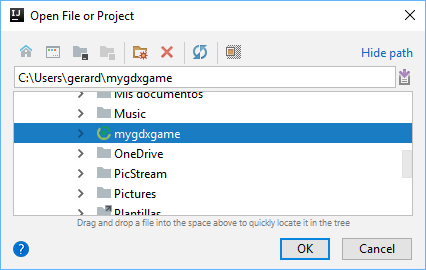 Open File or Project
Hide path
C:\Users\gerard\mygdxgame
Mis documentos
Music
mygdxgame
OneDrive
PicStream
Pictures
Plantillas
Drag and drop a file into the space above to quickly locate it in the tree
?
OK
Cancel